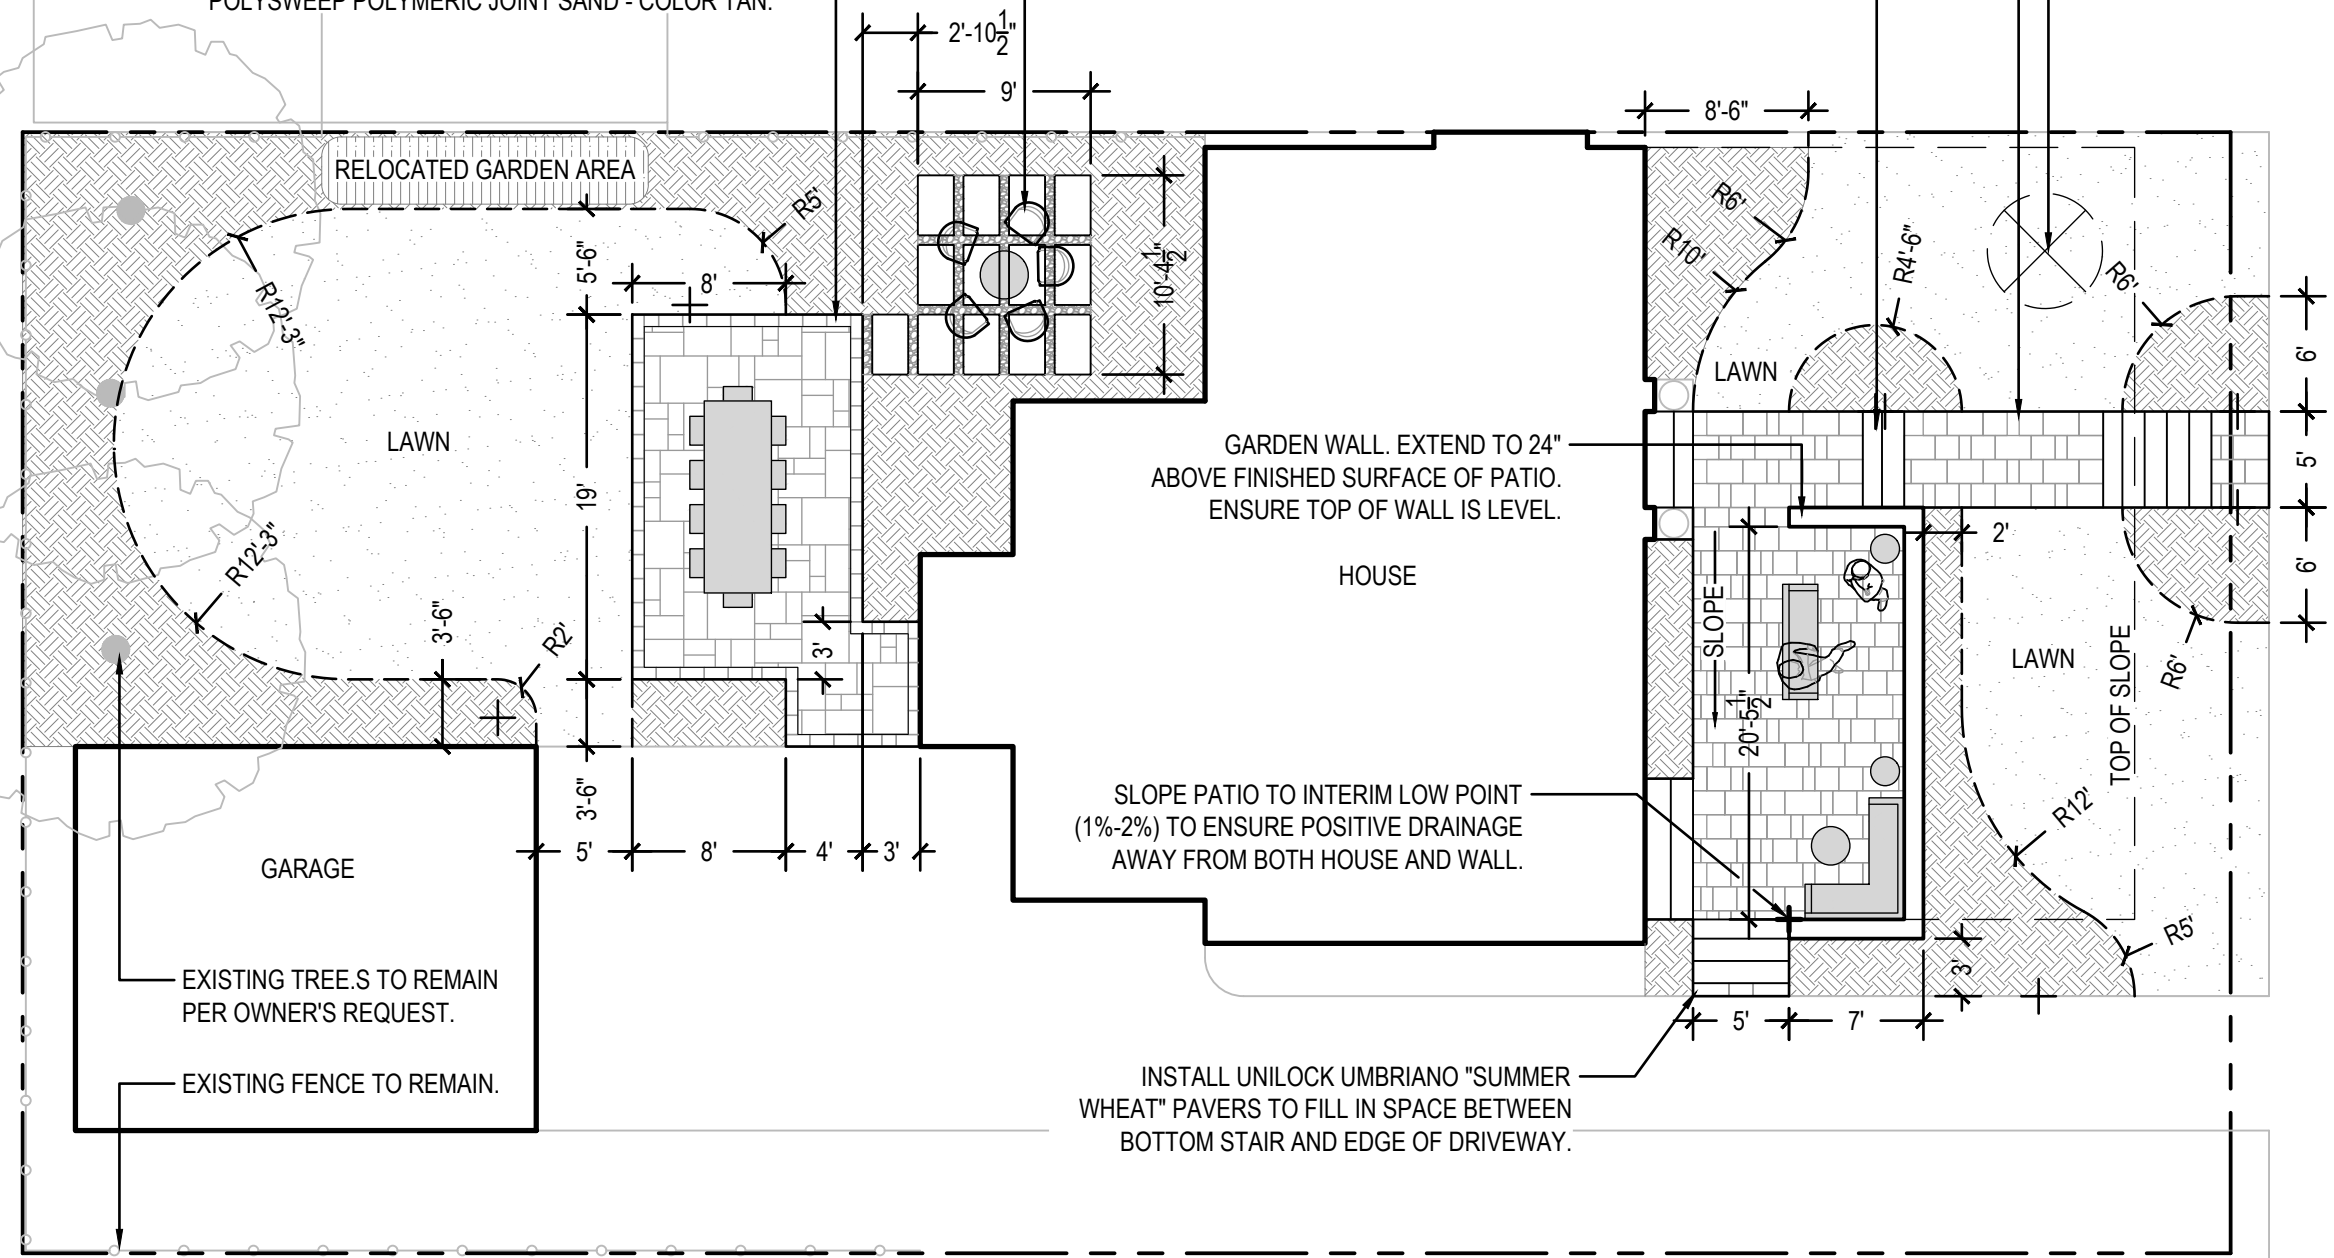 POLYSWEEP POLYMERIC JOINT SAND - COLOR TAN.
2'-10 1/2"
9'
8'-6"
RELOCATED GARDEN AREA
R5'
5'-6"
8'
10'-4 1/2"
R12'-3"
R6'
R10'
R4'-6"
R6'
6'
LAWN
LAWN
5'
19'
GARDEN WALL. EXTEND TO 24"
ABOVE FINISHED SURFACE OF PATIO.
ENSURE TOP OF WALL IS LEVEL.
2'
R12'-3"
HOUSE
6'
SLOPE
3'-6"
R2'
3'
LAWN
TOP OF SLOPE
R6'
20'-5 1/2"
3'-6"
SLOPE PATIO TO INTERIM LOW POINT
(1%-2%) TO ENSURE POSITIVE DRAINAGE
AWAY FROM BOTH HOUSE AND WALL.
R12'
5'
8'
4'
3'
GARAGE
R5'
3'
EXISTING TREE.S TO REMAIN
PER OWNER'S REQUEST.
5'
7'
EXISTING FENCE TO REMAIN.
INSTALL UNILOCK UMBRIANO "SUMMER
WHEAT" PAVERS TO FILL IN SPACE BETWEEN
BOTTOM STAIR AND EDGE OF DRIVEWAY.